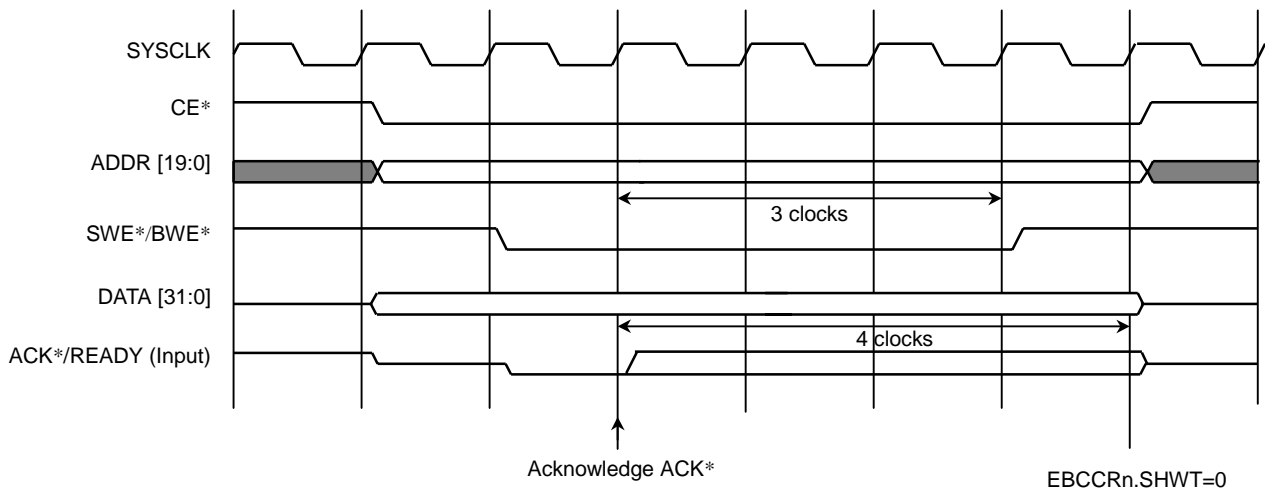 SYSCLK
CE*
ADDR [19:0]
3 clocks
SWE*/BWE*
DATA [31:0]
4 clocks
ACK*/READY (Input)
Acknowledge ACK*
EBCCRn.SHWT=0